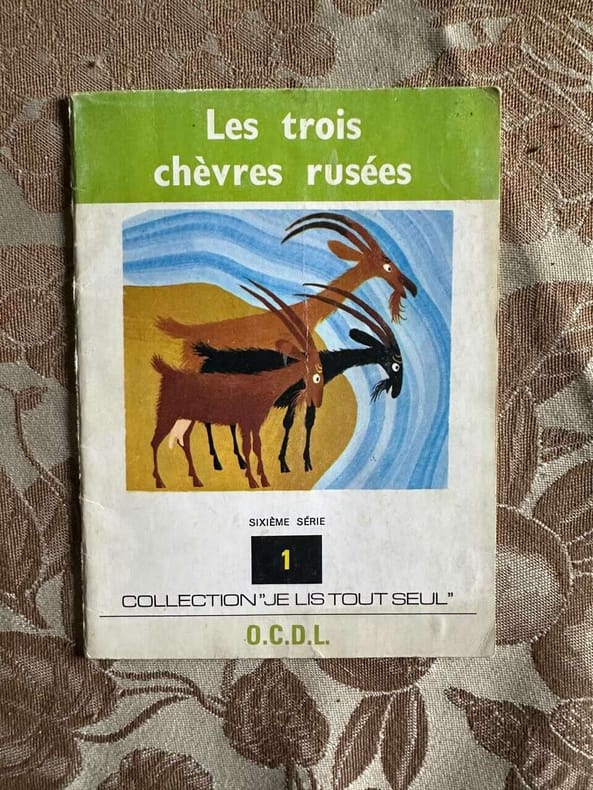 Les trois
chèvres rusées
SIXIÈME SÉRIE
1
COLLECTION "JE LIS TOUT SEUL"
O.C.D.L.